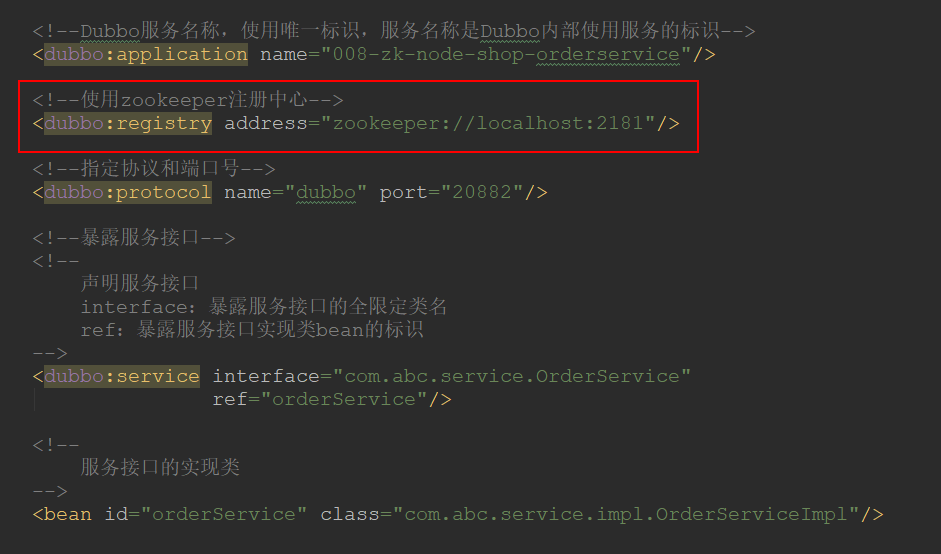 <!--Dubbo服务名称，使用唯一标识，服务名称是Dubbo内部使用服务的标识-->
<dubbo:application name="008-zk-node-shop-orderservice"/>
<!--使用zookeeper注册中心-->
<dubbo:registry address="zookeeper://localhost:2181"/>
<!--指定协议和端口号-->
<dubbo:protocol name="dubbo" port="20882"/>
<!--暴露服务接口-->
<!--
声明服务接口
interface：暴露服务接口的全限定类名
ref：暴露服务接口实现类bean的标识
-->
<dubbo:service interface="com.abc.service.OrderService"
ref="orderService"/>
<!--
服务接口的实现类
-->
<bean id="orderService" class="com.abc.service.impl.OrderServiceImpl"/>